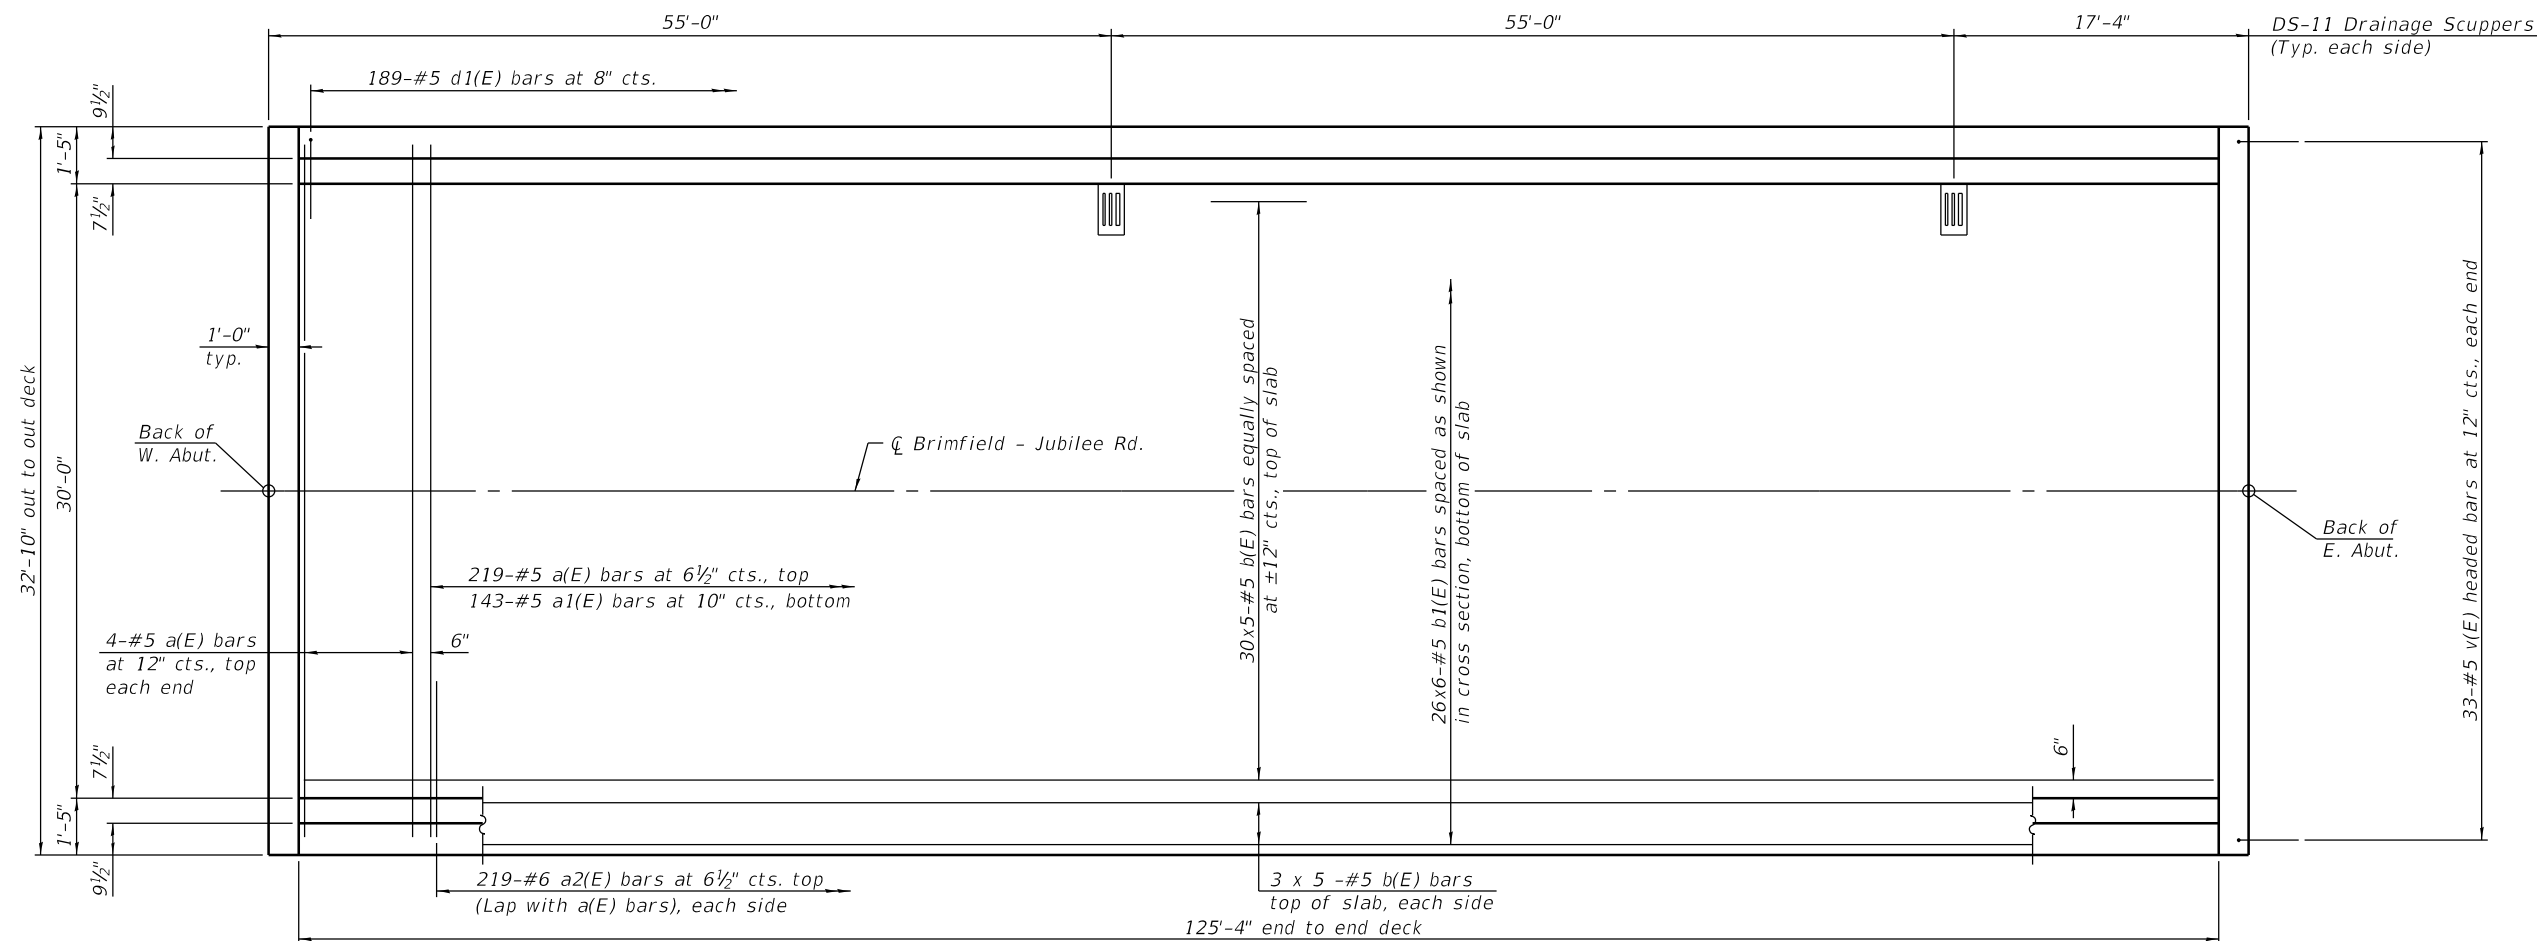 55'-0"
55'-0"
17'-4"
DS-11 Drainage Scuppers
(Typ. each side)
189-#5 d1(E) bars at 8" cts.
9½"
1'-5"
7½"
1'-0"
typ.
32'-10" out to out deck
30'-0"
Back of
W. Abut.
℄ Brimfield - Jubilee Rd.
30x5-#5 b(E) bars equally spaced
at ±12" cts., top of slab
26x6-#5 b1(E) bars spaced as shown
in cross section, bottom of slab
33-#5 v(E) headed bars at 12" cts., each end
Back of
E. Abut.
219-#5 a(E) bars at 6½" cts., top
143-#5 a1(E) bars at 10" cts., bottom
4-#5 a(E) bars
at 12" cts., top
each end
6"
6"
7½"
1'-5"
9½"
219-#6 a2(E) bars at 6½" cts. top
(Lap with a(E) bars), each side
3 x 5 -#5 b(E) bars
top of slab, each side
125'-4" end to end deck